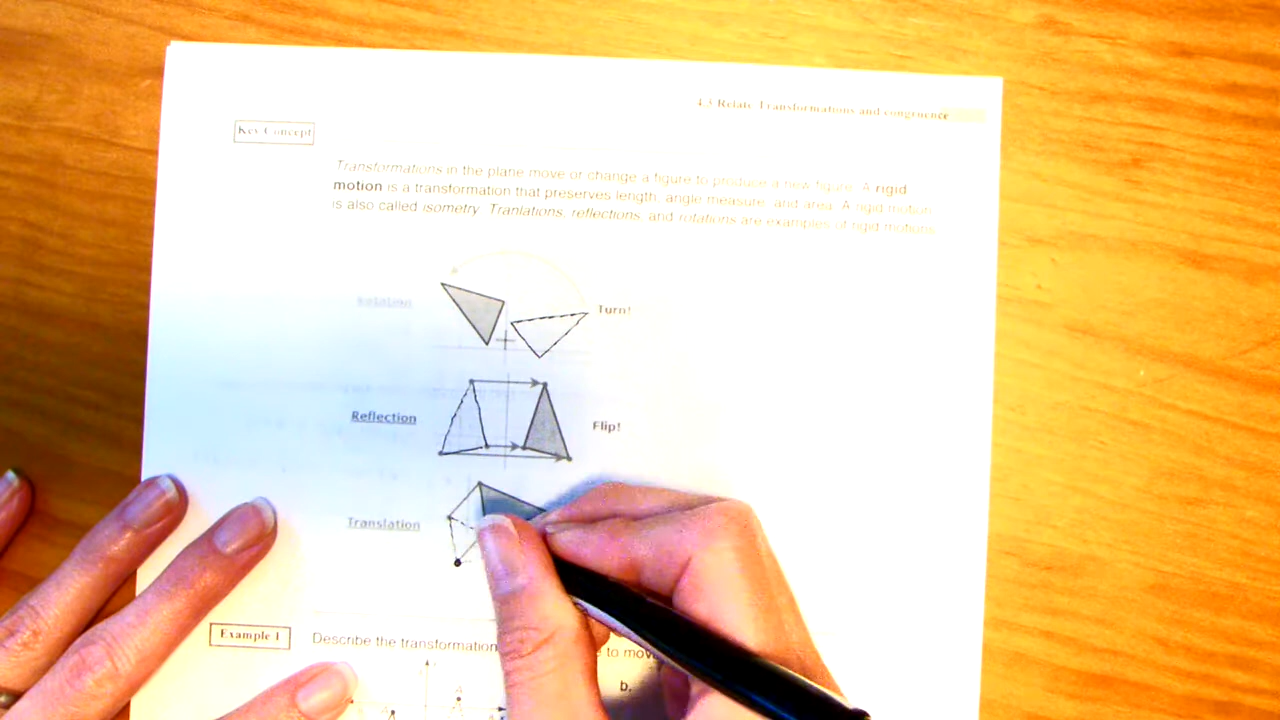 4.5 Relate Transformations and congruence
Key Concept
Transformations in the plane move or change a figure to produce a new figure. A rigid
motion is a transformation that preserves length, angle measure, and area. A rigid motion
is also called isometry. Tranlations, reflections, and rotations are examples of rigid motions.
Rotation
Turn!
Reflection
Flip!
Translation
Example 1 Describe the transformation to
b.